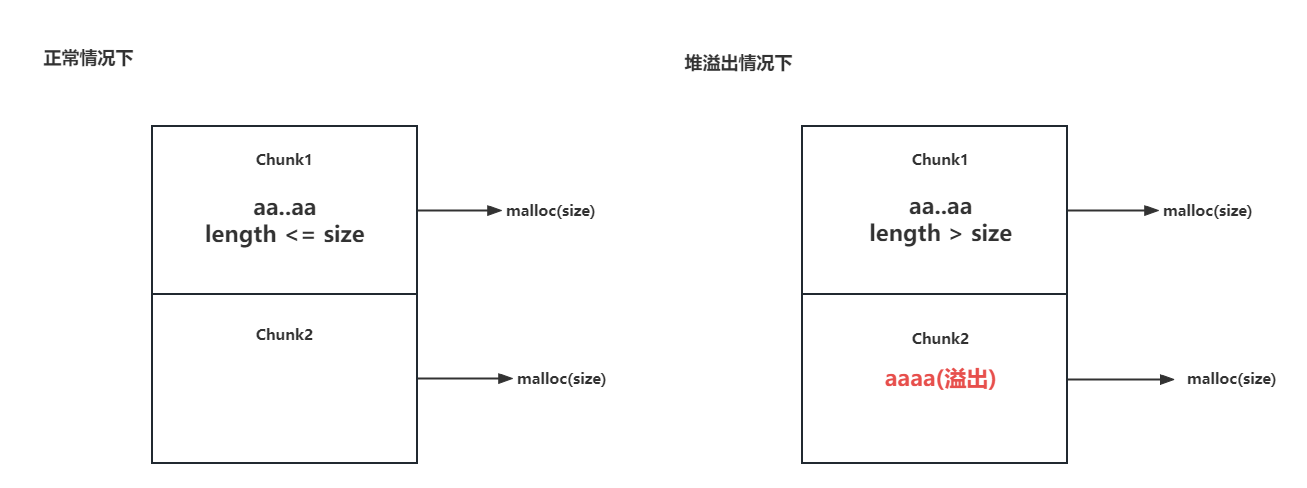 正常情况下
Chunk1
aa..aa
length <= size
malloc(size)
Chunk2
malloc(size)
堆溢出情况下
Chunk1
aa..aa
length > size
malloc(size)
Chunk2
aaaa(溢出)
malloc(size)